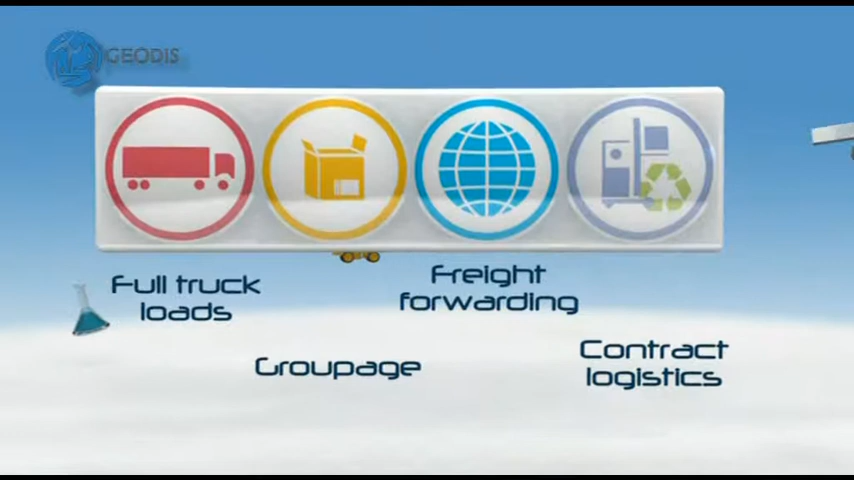 GEODIS
Full truck
loads
Freight
forwarding
Groupage
Contract
logistics